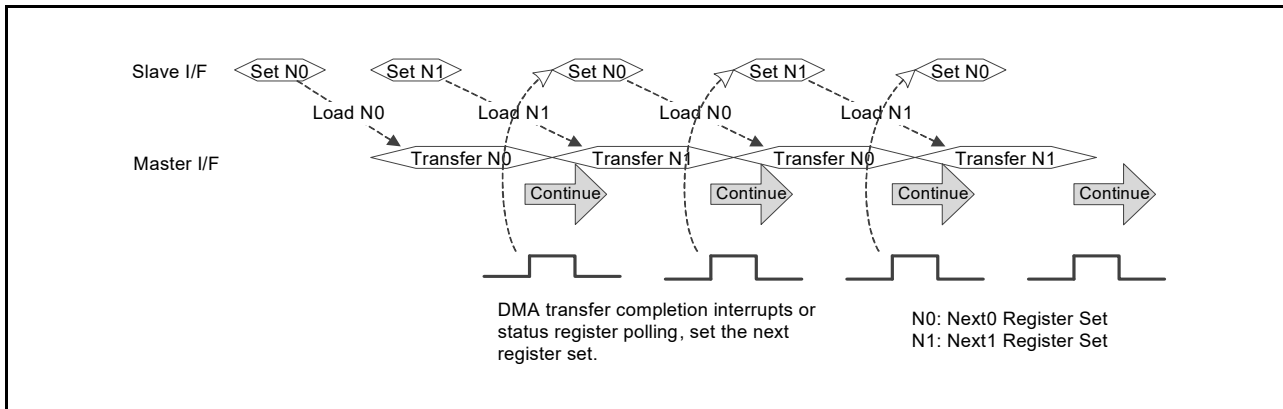 Slave I/F
Set N0
Set N1
Set N0
Set N1
Set N0
Load N0
Load N1
Load N0
Load N1
Master I/F
Transfer N0
Transfer N1
Transfer N0
Transfer N1
Continue
Continue
Continue
Continue
DMA transfer completion interrupts or
status register polling, set the next
register set.
N0: Next0 Register Set
N1: Next1 Register Set